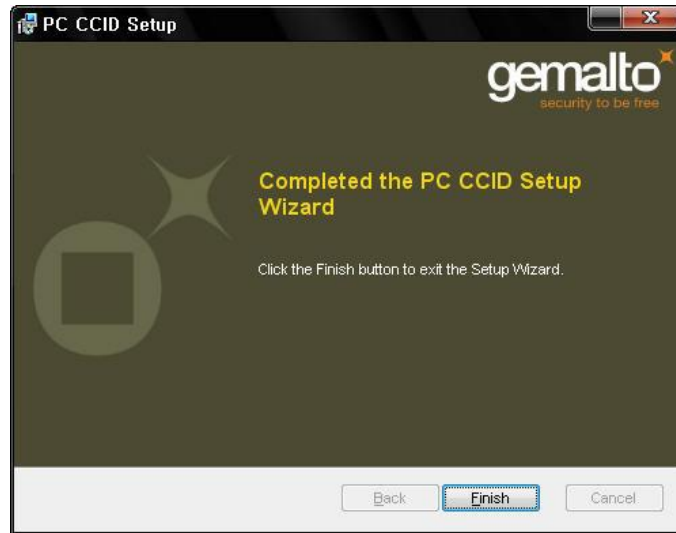 PC CCID Setup
gemalto
security to be free
Completed the PC CCID Setup
Wizard
Click the Finish button to exit the Setup Wizard.
Back
Finish
Cancel